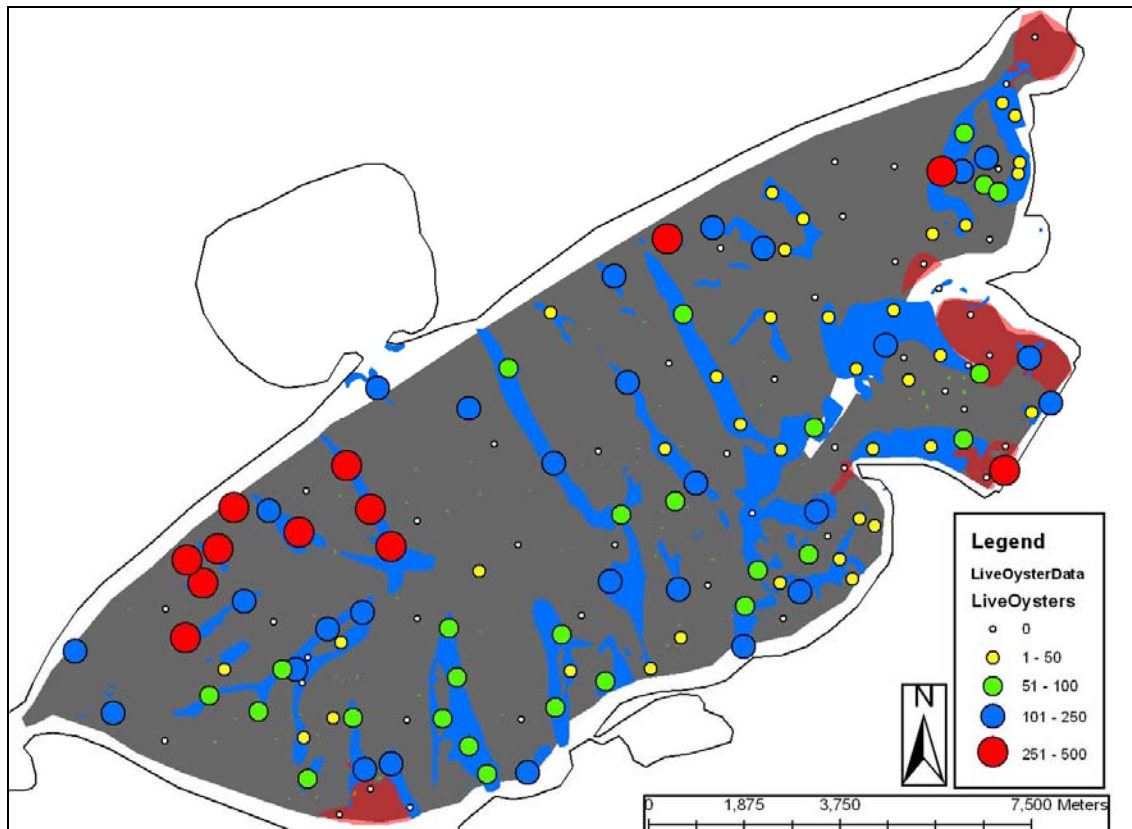 Legend
LiveOysterData
LiveOysters
0
1 - 50
51 - 100
101 - 250
251 - 500
N
0 1,875 3,750 7,500 Meters